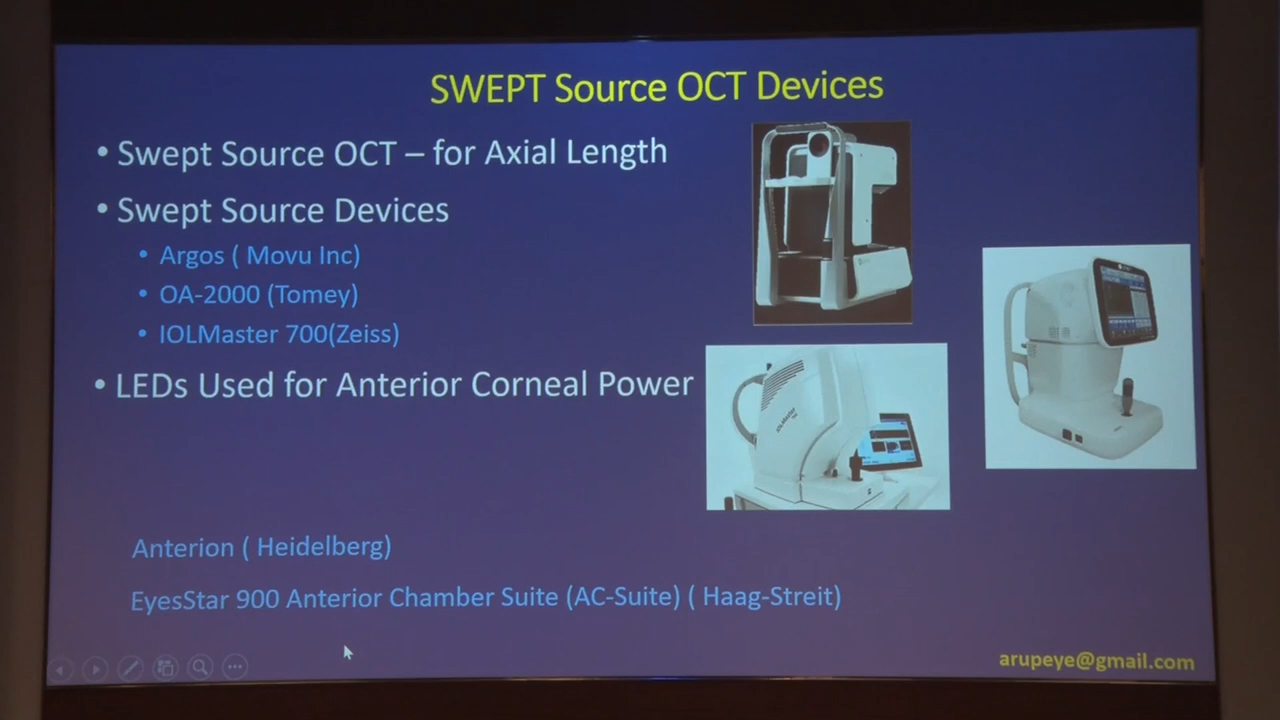 SWEPT Source OCT Devices
• Swept Source OCT – for Axial Length
• Swept Source Devices
• Argos ( Movu Inc)
• OA-2000 (Tomey)
• IOLMaster 700(Zeiss)
• LEDs Used for Anterior Corneal Power
IOLMaster
Anterion ( Heidelberg)
EyesStar 900 Anterior Chamber Suite (AC-Suite) ( Haag-Streit)
arupeye@gmail.com